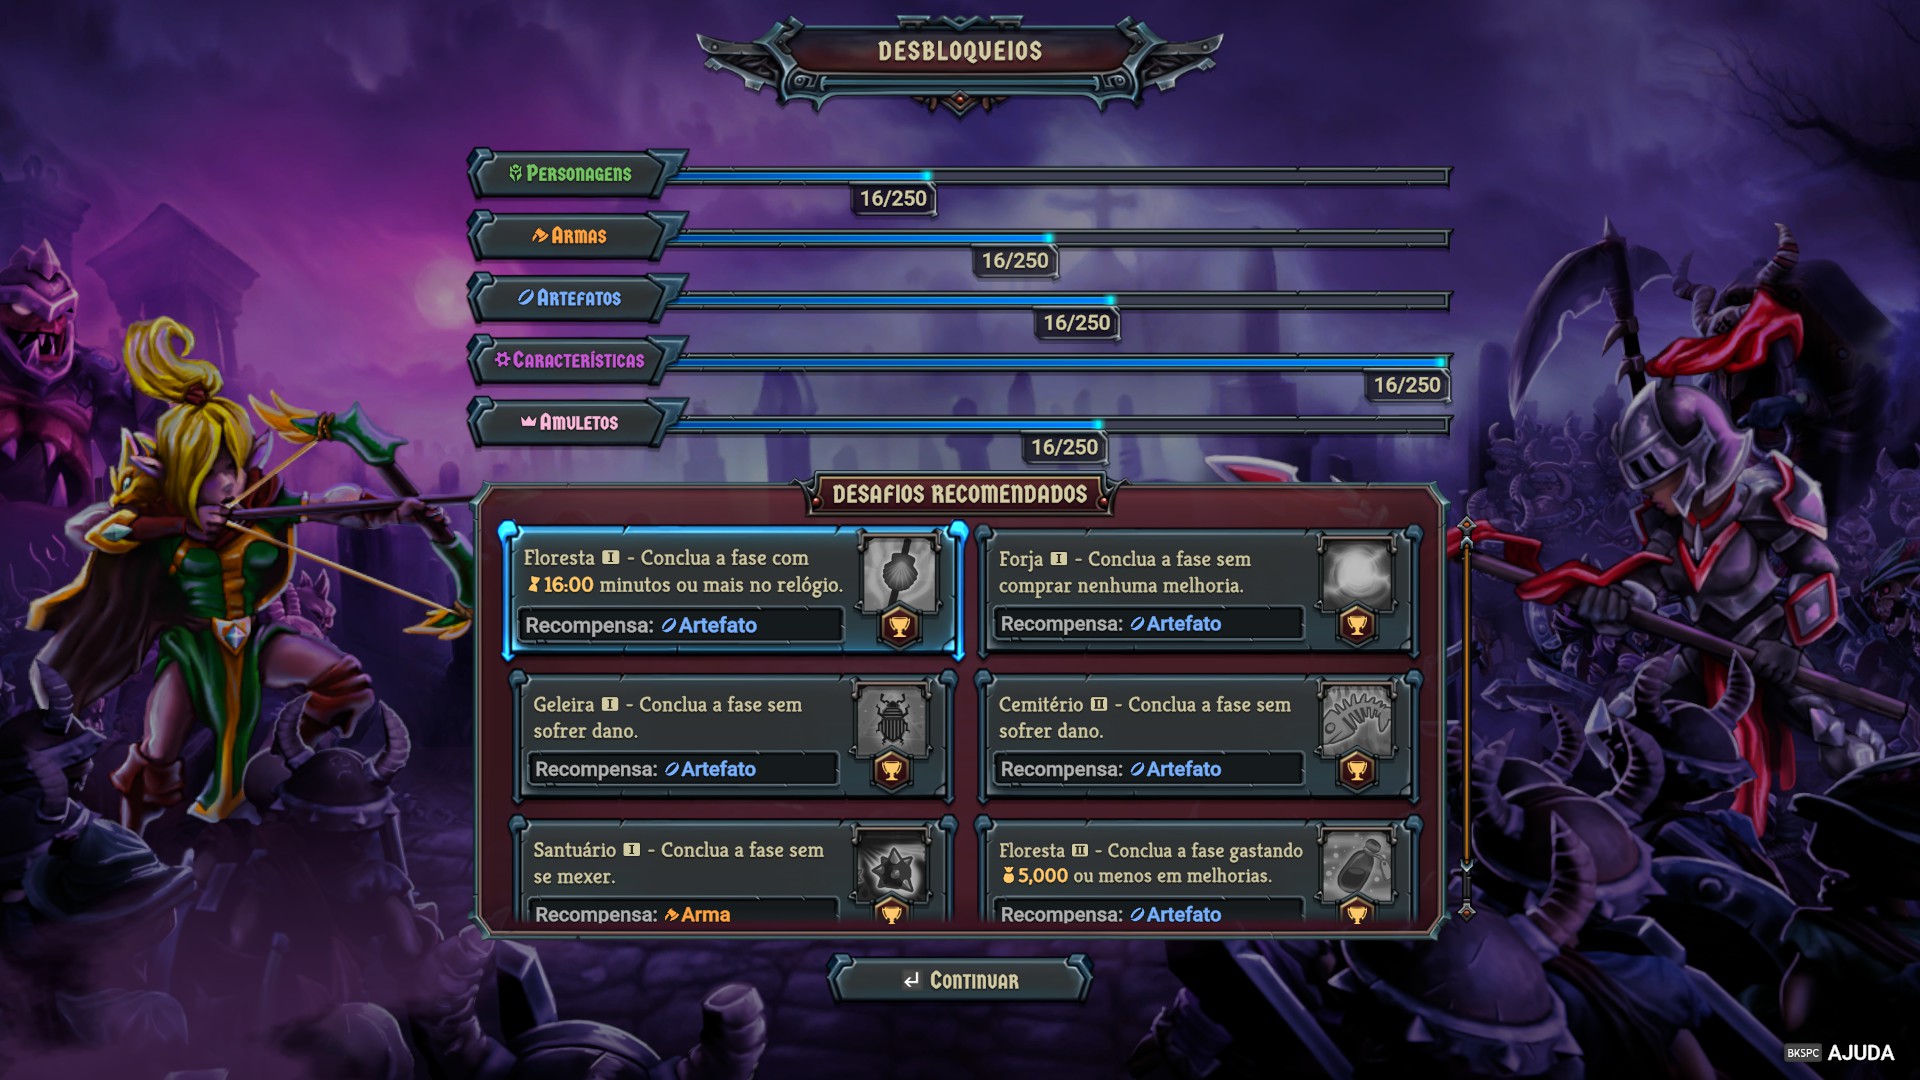 DESBLOQUEIOS
PERSONAGENS
16/250
ARMAS
16/250
ARTEFATOS
16/250
CARACTERÍSTICAS
16/250
AMULETOS
16/250
DESAFIOS RECOMENDADOS
Floresta I - Conclua a fase com
16:00 minutos ou mais no relógio.
Recompensa: Artefato
Forja I - Conclua a fase sem
comprar nenhuma melhoria.
Recompensa: Artefato
Geleira I - Conclua a fase sem
sofrer dano.
Recompensa: Artefato
Cemitério II - Conclua a fase sem
sofrer dano.
Recompensa: Artefato
Santuário I - Conclua a fase sem
se mexer.
Recompensa: Arma
Floresta II - Conclua a fase gastando
5,000 ou menos em melhorias.
Recompensa: Artefato
CONTINUAR
BKSPC AJUDA